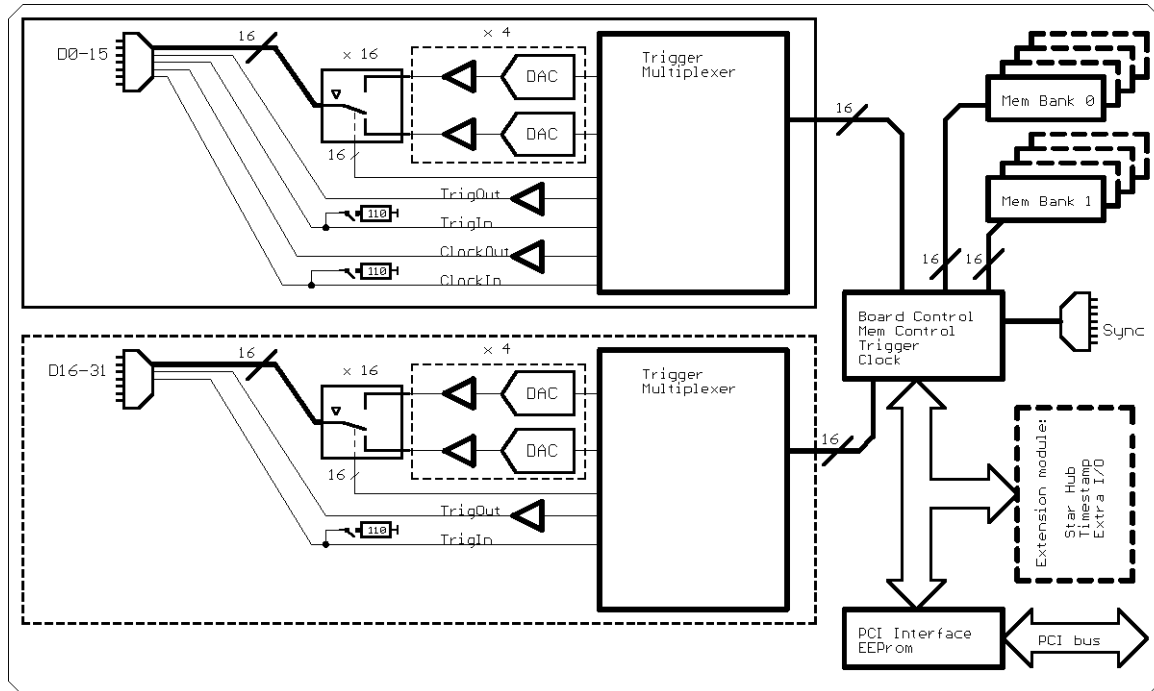 D0-15
16
× 16
× 4
DAC
DAC
16
TrigOut
110
TrigIn
ClockOut
110
ClockIn
Trigger
Multiplexer
16
Mem Bank 0
Mem Bank 1
16
16
Board Control
Mem Control
Trigger
Clock
Sync
D16-31
16
× 16
× 4
DAC
DAC
16
TrigOut
110
TrigIn
Trigger
Multiplexer
16
Extension module:
Star Hub
Timestamp
Extra I/O
PCI Interface
EEProm
PCI bus